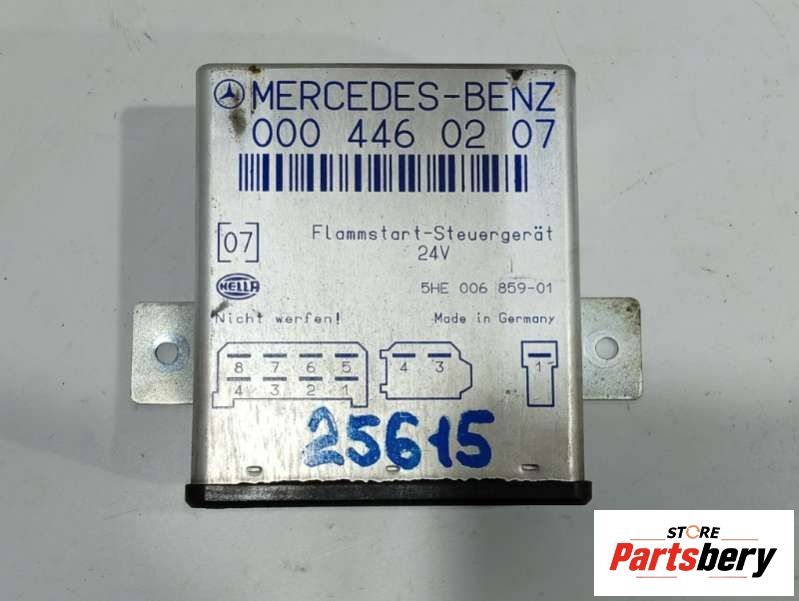 MERCEDES-BENZ
000 446 02 07
[07]
Flammstart-Steuergerät
24V
HELLA
5HE 006 859-01
Nicht werfen!
Made in Germany
8 7 6 5
4 3 2 1
4 3
1
25615
STORE
Partsbery